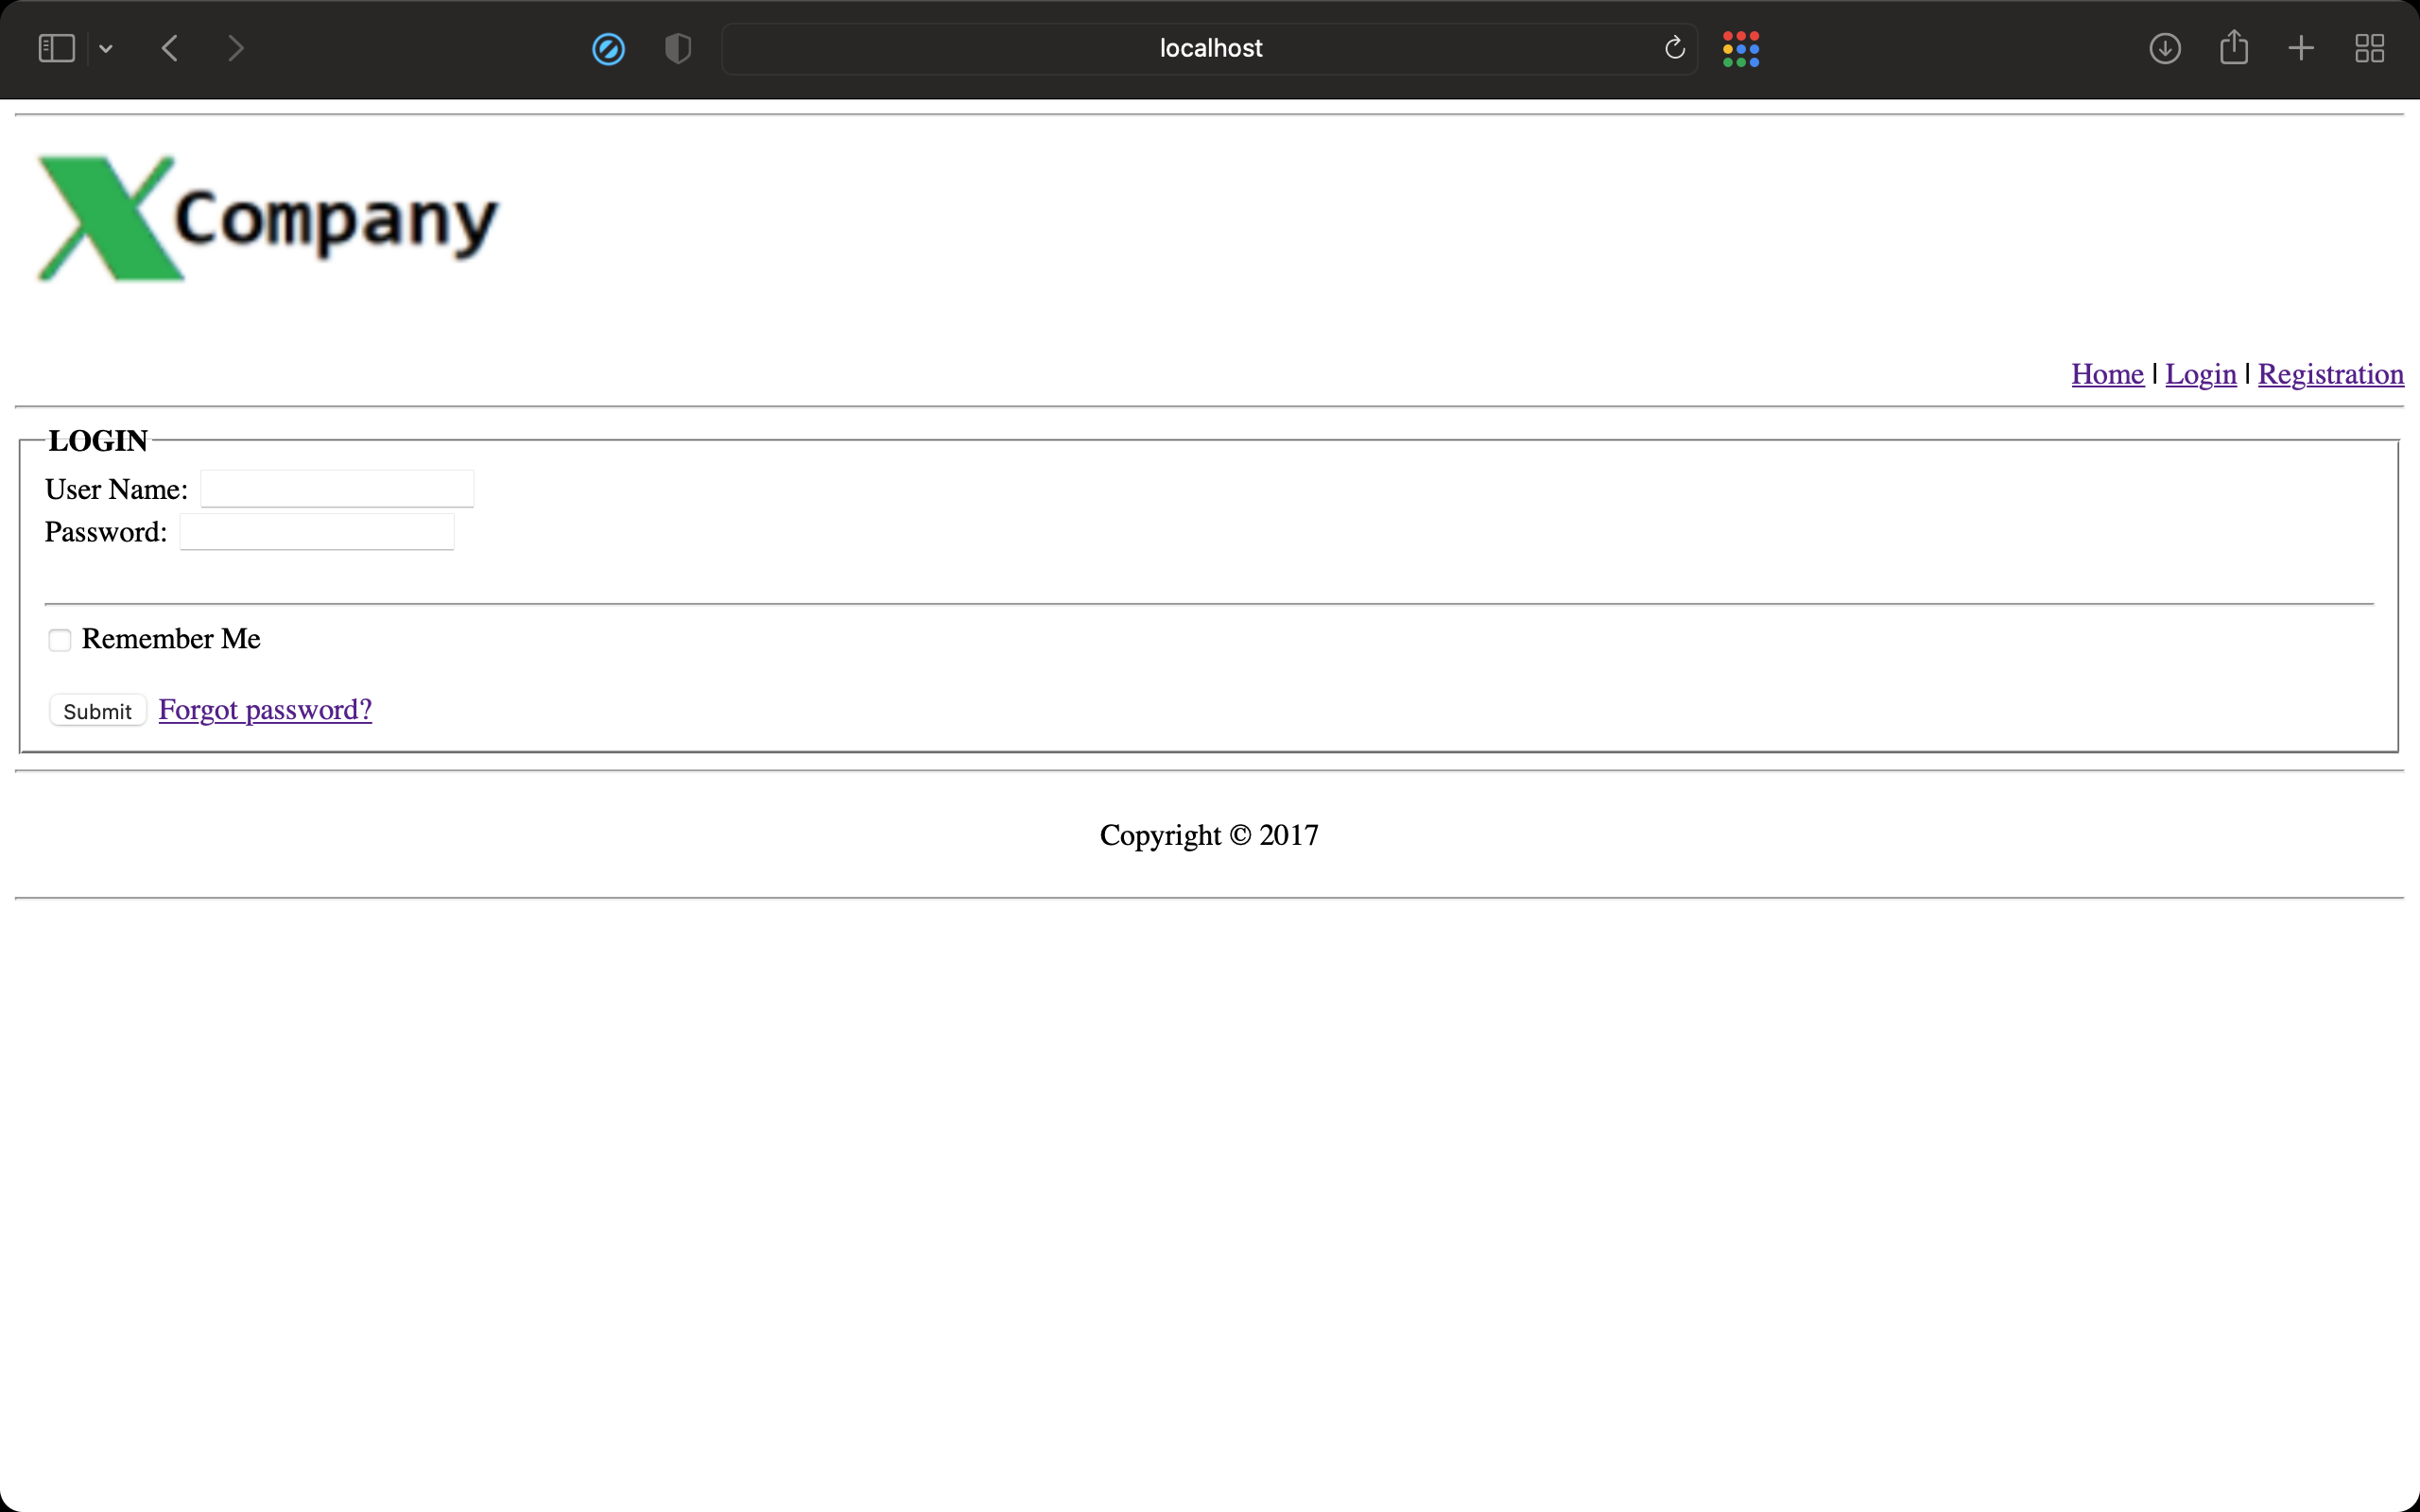 localhost
XCompany
Home | Login | Registration
LOGIN
User Name:
Password:
Remember Me
Submit Forgot password?
Copyright © 2017